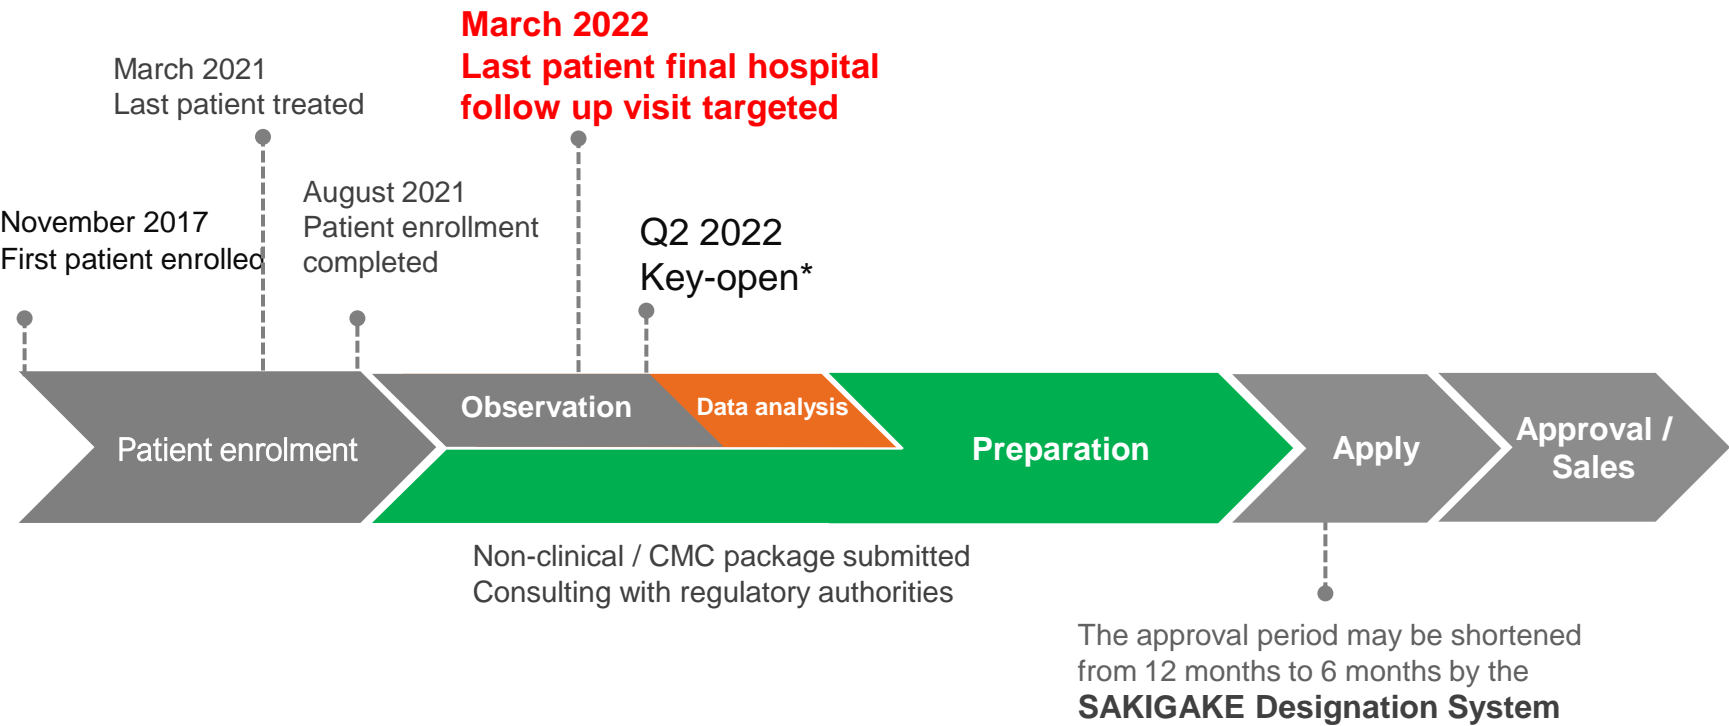 March 2022
Last patient final hospital
follow up visit targeted
March 2021
Last patient treated
August 2021
Patient enrollment
completed
November 2017
First patient enrolled
Q2 2022
Key-open*
Observation
Data analysis
Patient enrolment
Preparation
Apply
Approval /
Sales
Non-clinical / CMC package submitted
Consulting with regulatory authorities
The approval period may be shortened
from 12 months to 6 months by the
SAKIGAKE Designation System